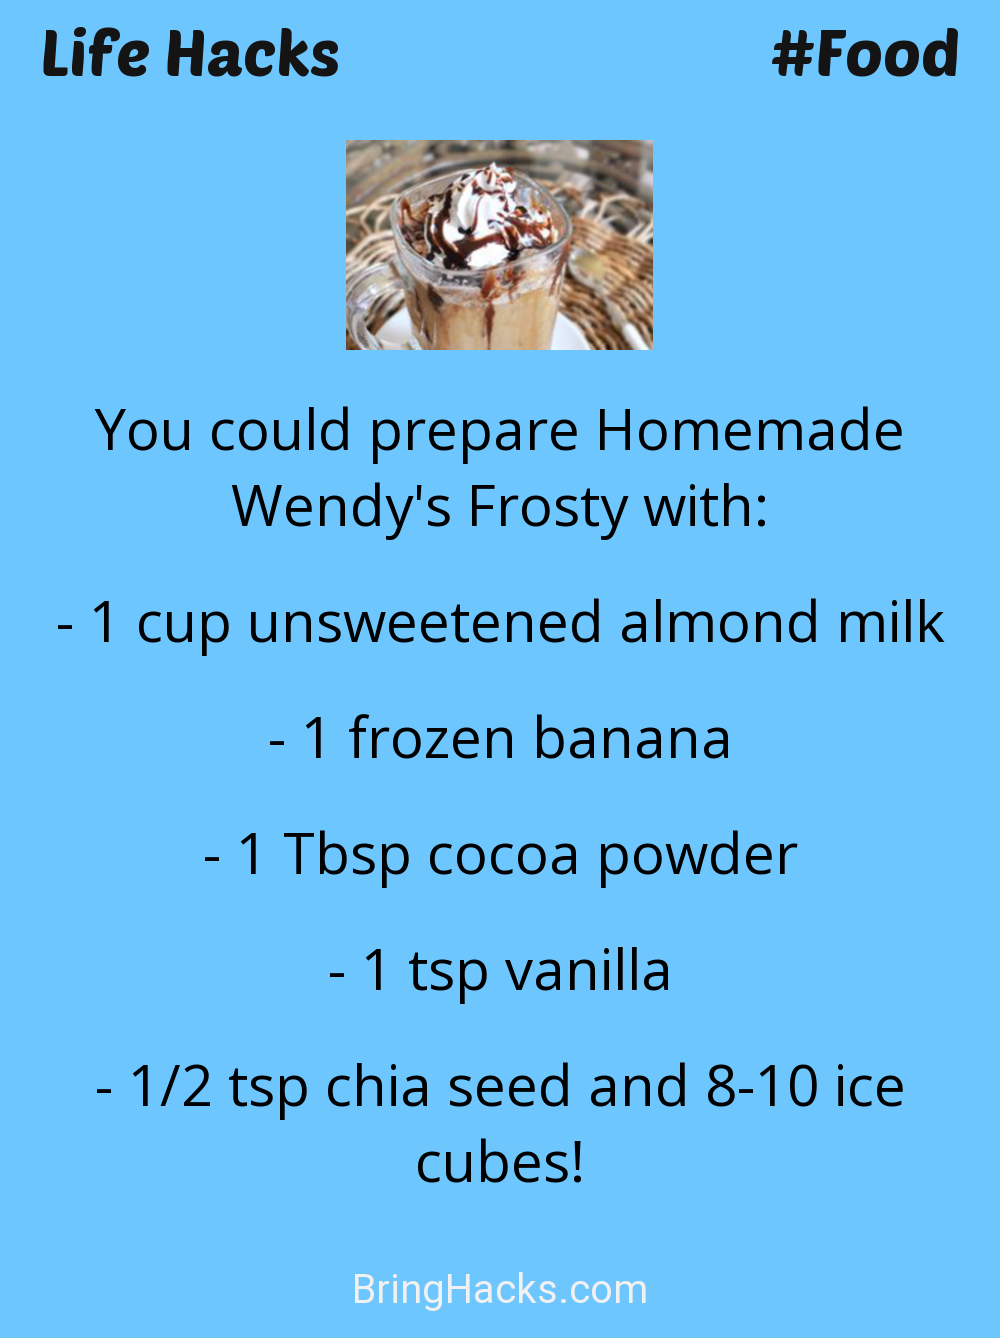 Life Hacks
#Food
You could prepare Homemade
Wendy's Frosty with:
- 1 cup unsweetened almond milk
- 1 frozen banana
- 1 Tbsp cocoa powder
- 1 tsp vanilla
- 1/2 tsp chia seed and 8-10 ice
cubes!
BringHacks.com